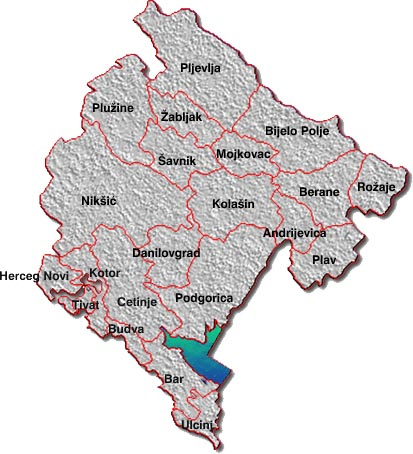 Pljevlja
Plužine
Žabljak
Bijelo Polje
Šavnik
Mojkovac
Rožaje
Berane
Nikšić
Kolašin
Andrijevica
Danilovgrad
Plav
Herceg Novi
Kotor
Tivat
Cetinje
Podgorica
Budva
Bar
Ulcinj